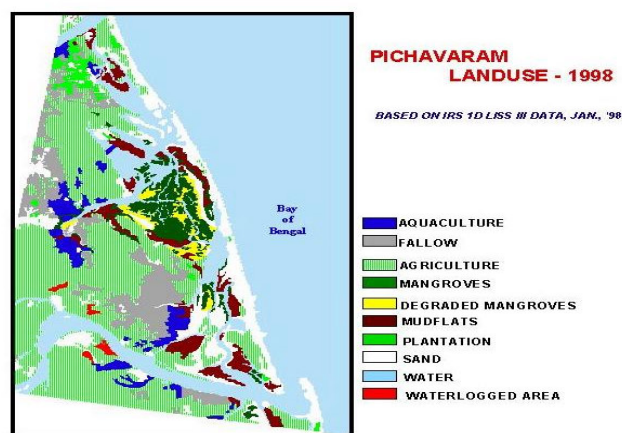 PICHAVARAM
LANDUSE - 1998
BASED ON IRS 1D LISS III DATA, JAN., '98
Bay
of
Bengal
AQUACULTURE
FALLOW
AGRICULTURE
MANGROVES
DEGRADED MANGROVES
MUDFLATS
PLANTATION
SAND
WATER
WATERLOGGED AREA